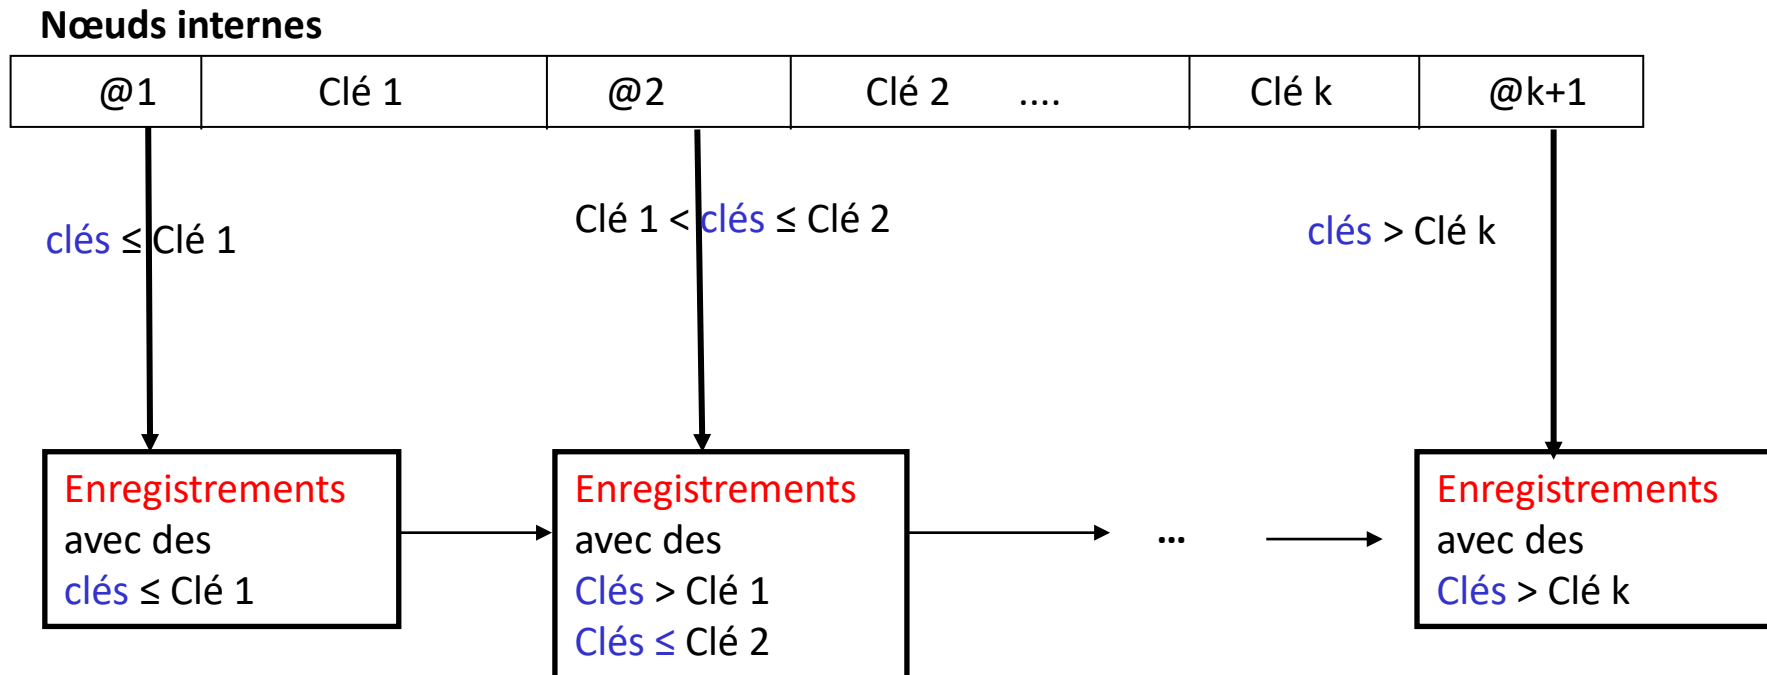 Nœuds internes
@1 Clé 1 @2 Clé 2 .... Clé k @k+1
clés ≤ Clé 1
Clé 1 < clés ≤ Clé 2
clés > Clé k
Enregistrements
avec des
clés ≤ Clé 1
Enregistrements
avec des
Clés > Clé 1
Clés ≤ Clé 2
...
Enregistrements
avec des
Clés > Clé k